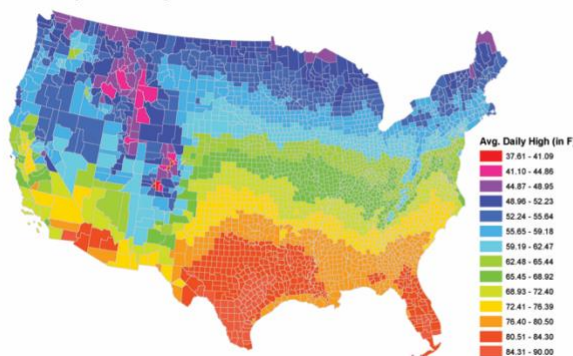 Avg. Daily High (in F
37.61 - 41.09
41.10 - 44.86
44.87 - 48.95
48.96 - 52.23
52.24 - 55.64
55.65 - 59.18
59.19 - 62.47
62.48 - 65.44
65.45 - 68.92
68.93 - 72.40
72.41 - 76.39
76.40 - 80.50
80.51 - 84.30
84.31 - 90.00